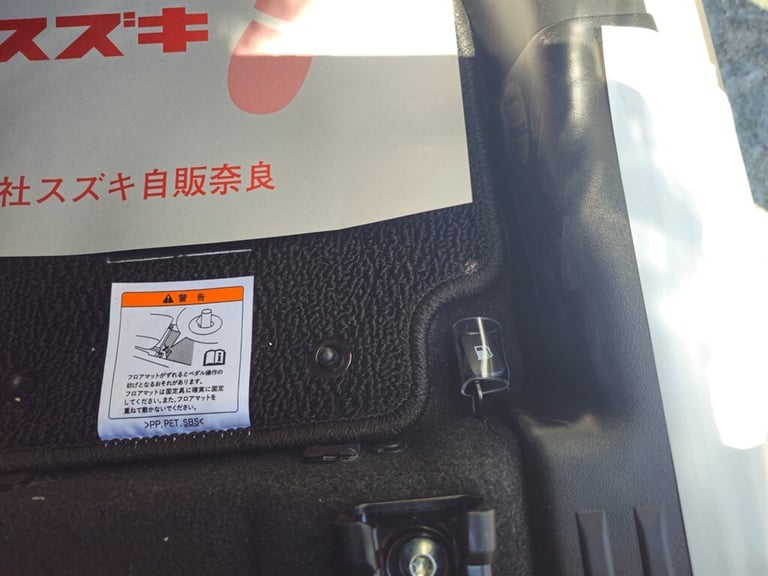 スズキ
社スズキ自販奈良
警告
フロアマットがずれるとペダル操作の
妨げとなるおそれがあります。
フロアマットは固定具に確実に固定
してください。また、フロアマットを
重ねて敷かないでください。
>PP,PET,SBS<